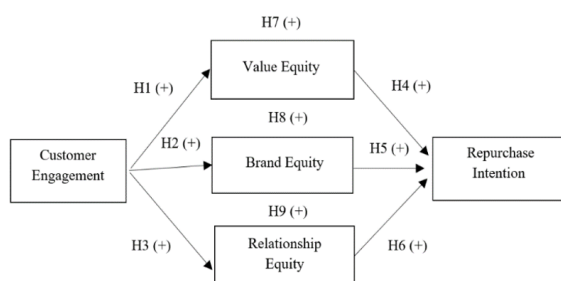 H7 (+)
Value Equity
H1 (+)
H4 (+)
H8 (+)
H2 (+)
H5 (+)
Customer
Engagement
Brand Equity
Repurchase
Intention
H9 (+)
H3 (+)
Relationship
Equity
H6 (+)